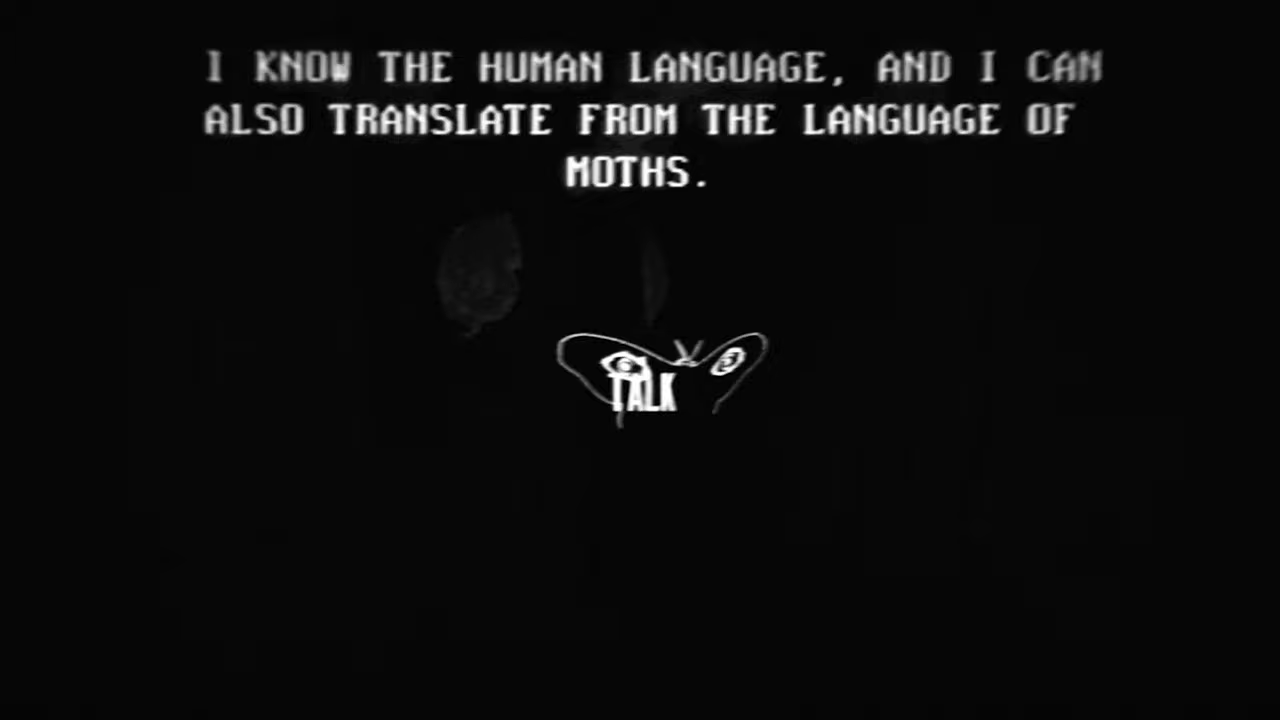 I KNOW THE HUMAN LANGUAGE, AND I CAN
ALSO TRANSLATE FROM THE LANGUAGE OF
MOTHS.
TALK